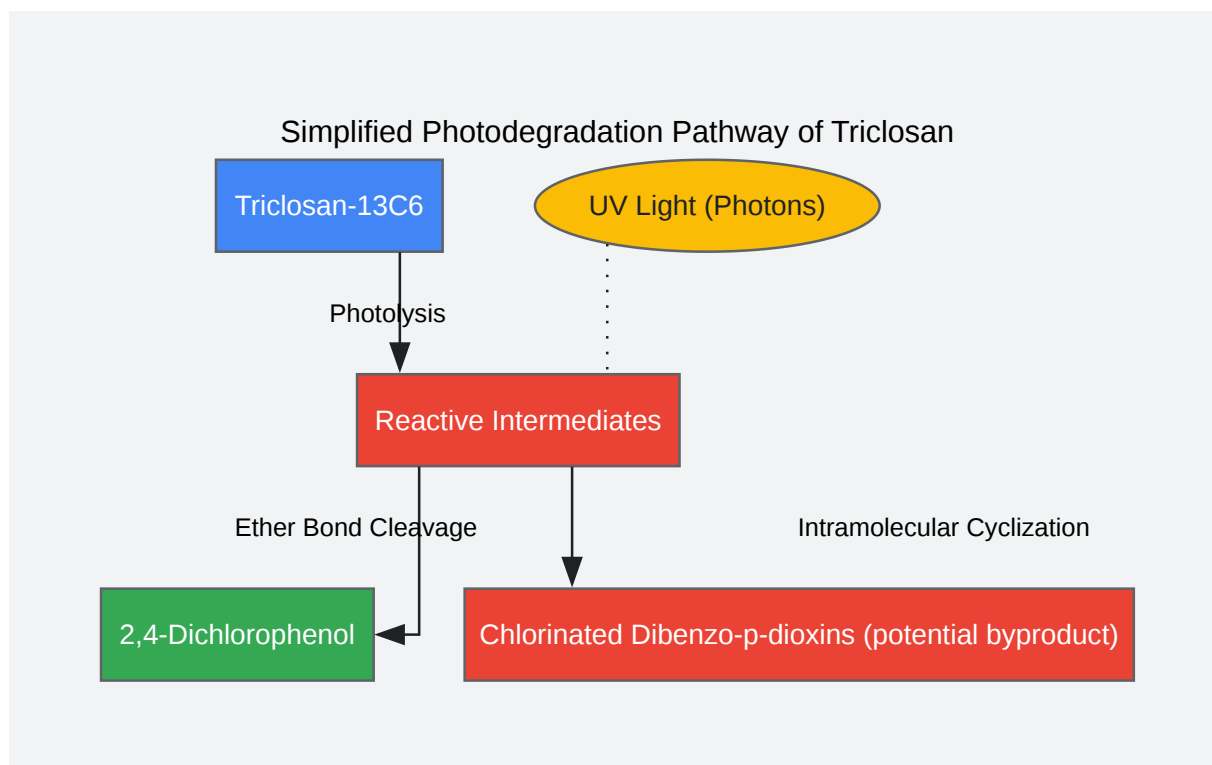 Simplified Photodegradation Pathway of Triclosan
Triclosan-13C6
UV Light (Photons)
Photolysis
Reactive Intermediates
Ether Bond Cleavage
Intramolecular Cyclization
2,4-Dichlorophenol
Chlorinated Dibenzo-p-dioxins (potential byproduct)